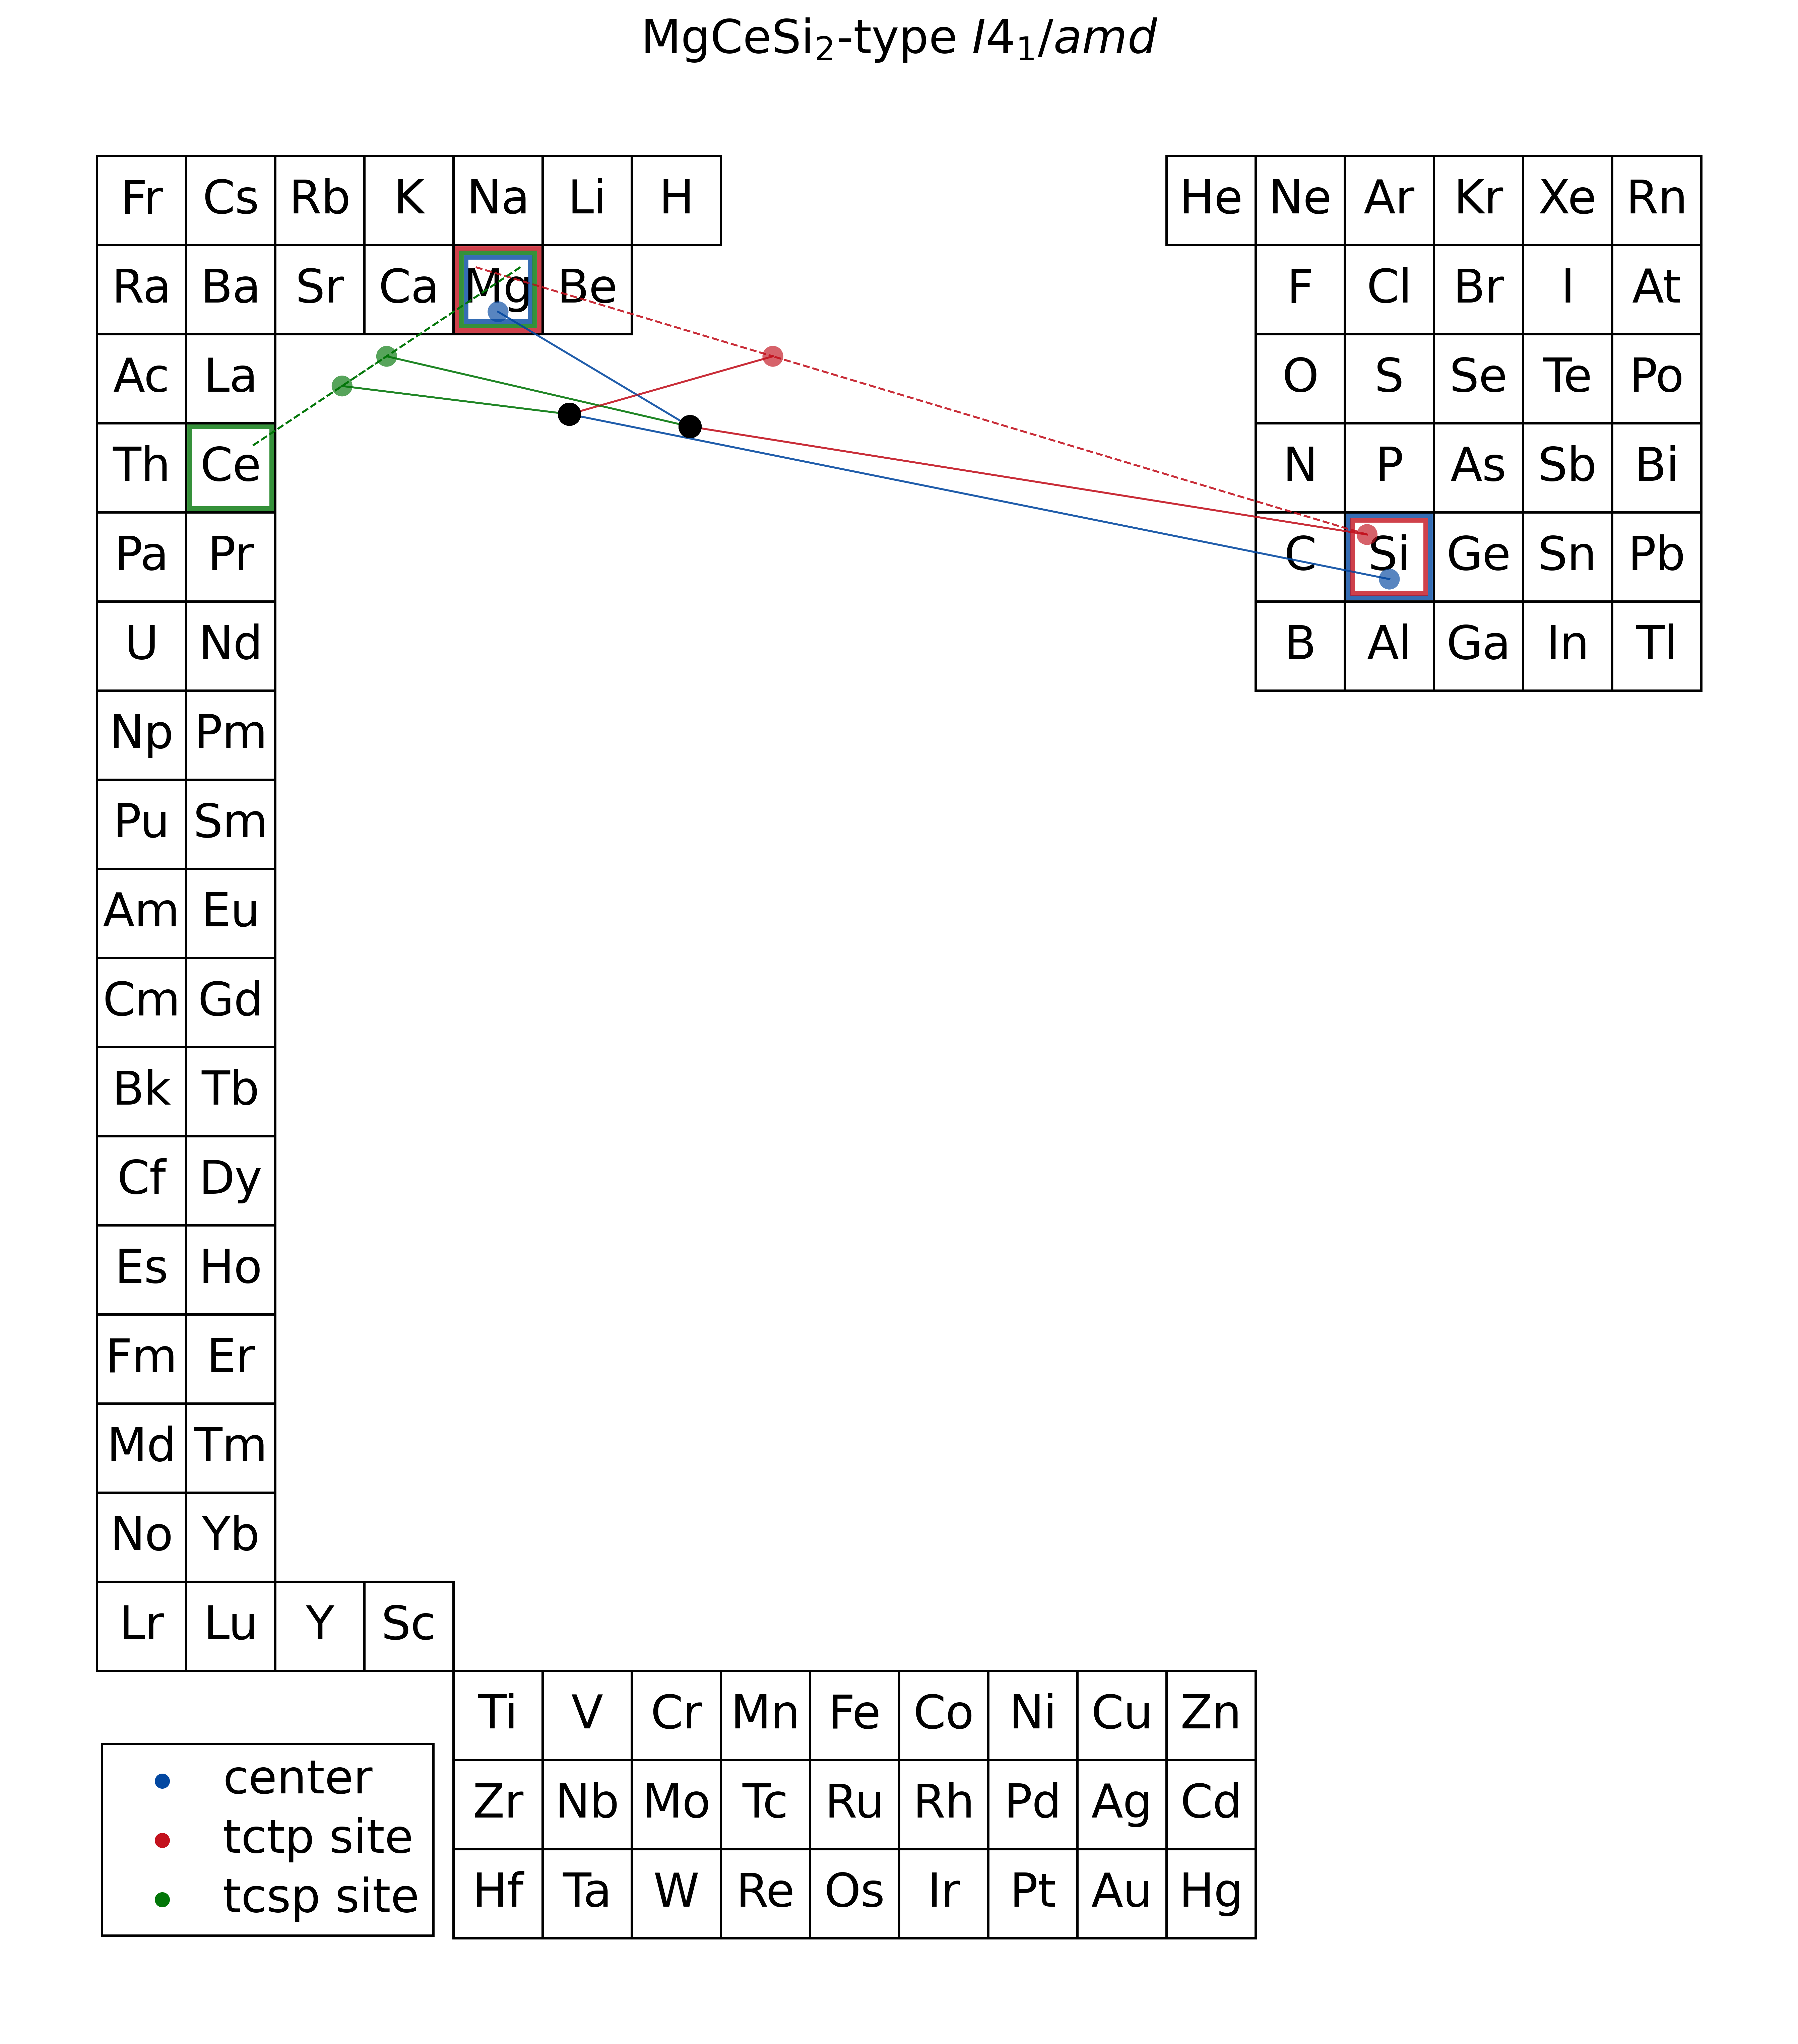 MgCeSi₂-type I4₁/amd
Fr Cs Rb K Na Li H He Ne Ar Kr Xe Rn
Ra Ba Sr Ca Mg Be F Cl Br I At
Ac La O S Se Te Po
Th Ce N P As Sb Bi
Pa Pr C Si Ge Sn Pb
U Nd B Al Ga In Tl
Np Pm
Pu Sm
Am Eu
Cm Gd
Bk Tb
Cf Dy
Es Ho
Fm Er
Md Tm
No Yb
Lr Lu Y Sc
Ti V Cr Mn Fe Co Ni Cu Zn
Zr Nb Mo Tc Ru Rh Pd Ag Cd
Hf Ta W Re Os Ir Pt Au Hg
center
tctp site
tcsp site